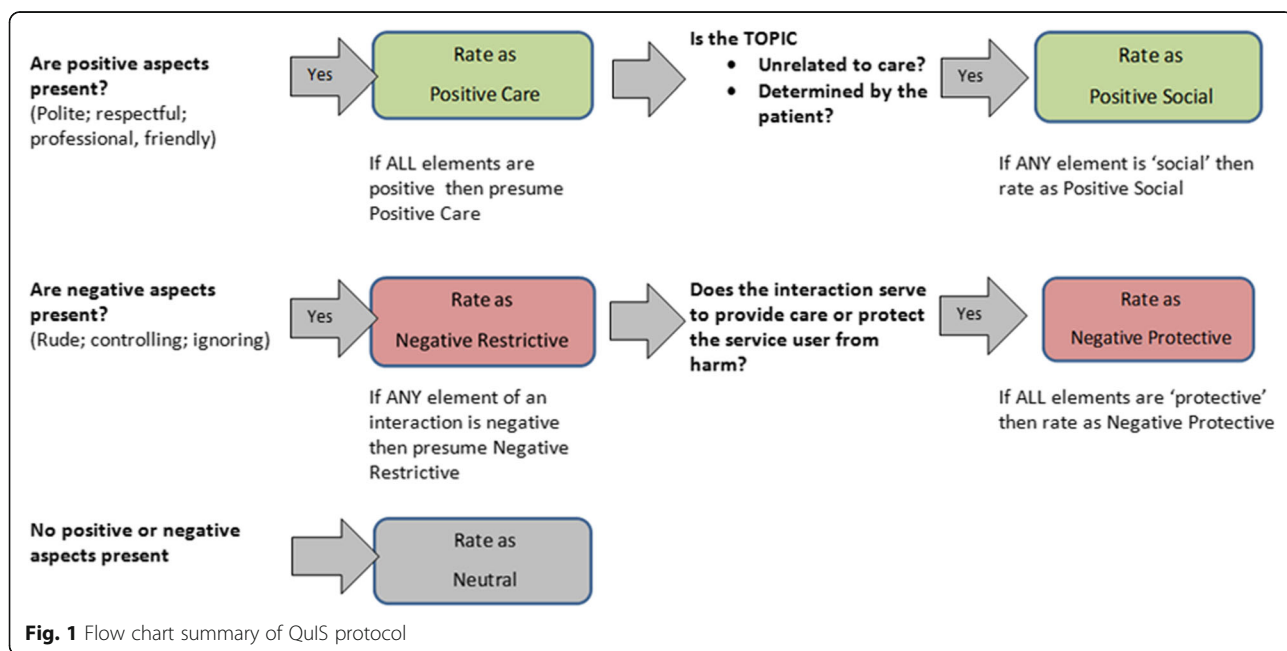 Are positive aspects
present?
(Polite; respectful;
professional, friendly)
Yes
Rate as
Positive Care
If ALL elements are
positive then presume
Positive Care
Is the TOPIC
• Unrelated to care?
• Determined by the
patient?
Yes
Rate as
Positive Social
If ANY element is ‘social’ then
rate as Positive Social
Are negative aspects
present?
(Rude; controlling; ignoring)
Yes
Rate as
Negative Restrictive
If ANY element of an
interaction is negative
then presume Negative
Restrictive
Does the interaction serve
to provide care or protect
the service user from
harm?
Yes
Rate as
Negative Protective
If ALL elements are ‘protective’
then rate as Negative Protective
No positive or negative
aspects present
Rate as
Neutral
Fig. 1 Flow chart summary of QuIS protocol